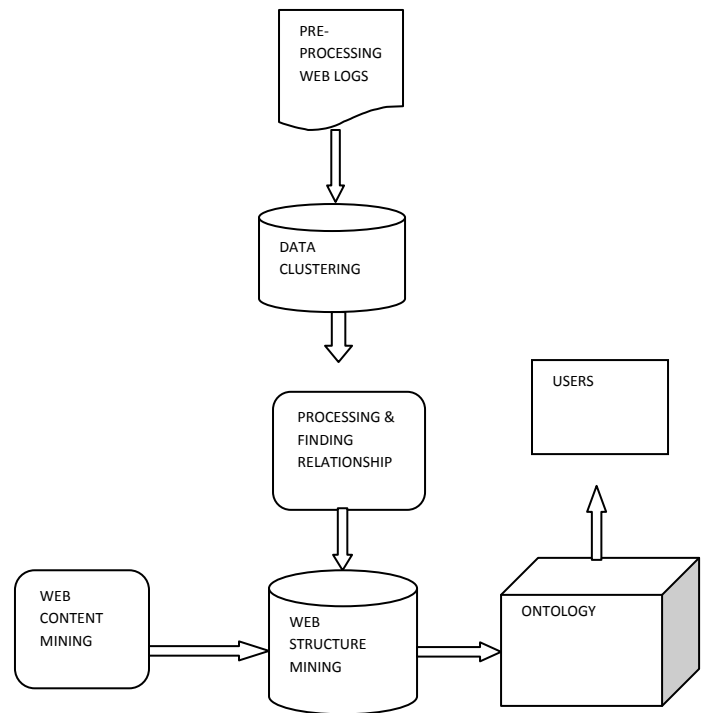 PRE-
PROCESSING
WEB LOGS
DATA
CLUSTERING
PROCESSING &
FINDING
RELATIONSHIP
USERS
WEB
CONTENT
MINING
WEB
STRUCTURE
MINING
ONTOLOGY